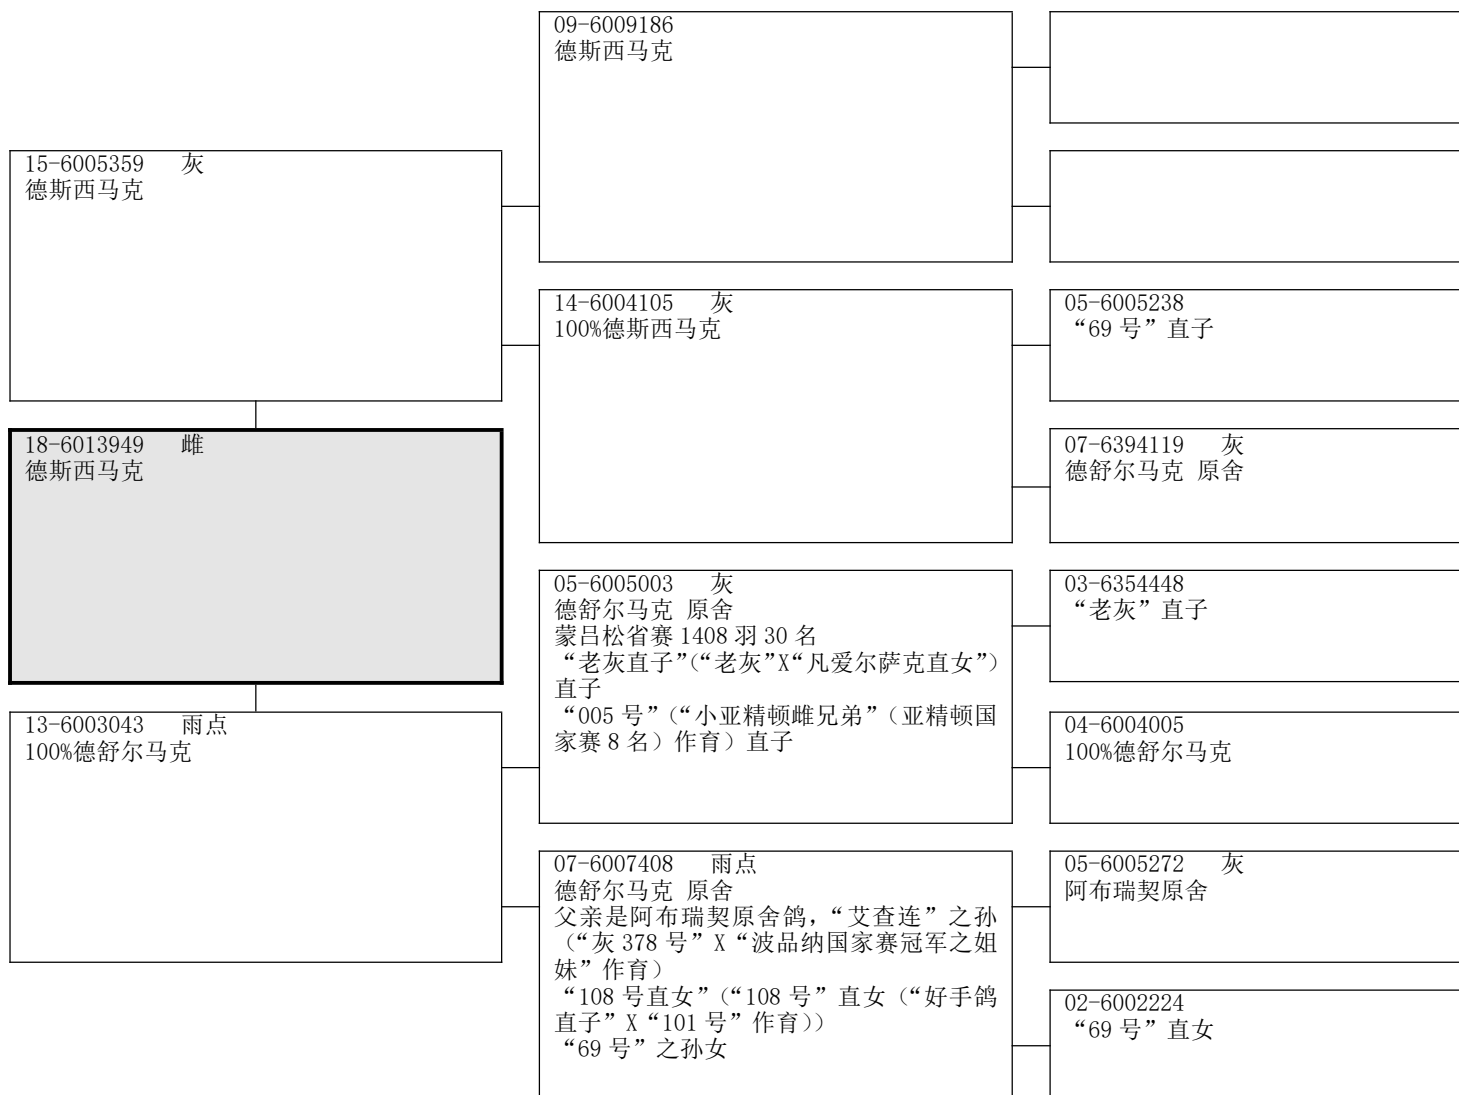 09-6009186
德斯西马克
15-6005359 灰
德斯西马克
14-6004105 灰
100%德斯西马克
05-6005238
“69 号”直子
18-6013949 雌
德斯西马克
07-6394119 灰
德舒尔马克 原舍
05-6005003 灰
德舒尔马克 原舍
蒙吕松省赛 1408 羽 30 名
“老灰直子”(“老灰”X“凡爱尔萨克直女”)
直子
“005 号”(“小亚精顿雌兄弟”(亚精顿国
家赛 8 名)作育)直子
03-6354448
“老灰”直子
13-6003043 雨点
100%德舒尔马克
04-6004005
100%德舒尔马克
07-6007408 雨点
德舒尔马克 原舍
父亲是阿布瑞契原舍鸽,“艾查连”之孙
(“灰 378 号”X“波品纳国家赛冠军之姐
妹”作育)
“108 号直女”(“108 号”直女(“好手鸽
直子”X“101 号”作育))
“69 号”之孙女
05-6005272 灰
阿布瑞契原舍
02-6002224
“69 号”直女